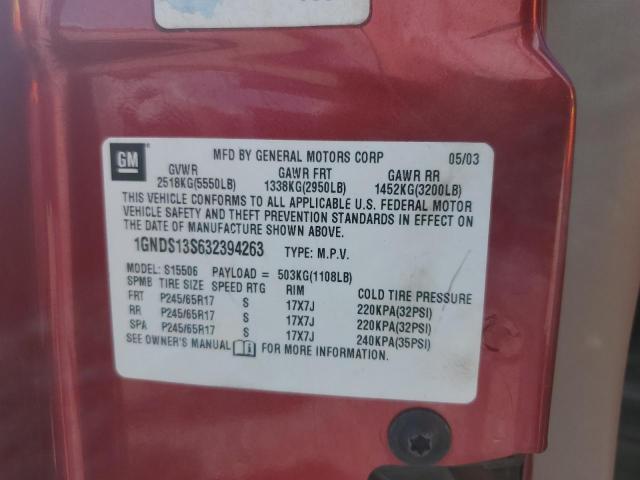 GM
MFD BY GENERAL MOTORS CORP 05/03
GVWR GAWR FRT GAWR RR
2518KG(5550LB) 1338KG(2950LB) 1452KG(3200LB)
THIS VEHICLE CONFORMS TO ALL APPLICABLE U.S. FEDERAL MOTOR
VEHICLE SAFETY AND THEFT PREVENTION STANDARDS IN EFFECT ON
THE DATE OF MANUFACTURE SHOWN ABOVE.
1GNDS13S632394263 TYPE: M.P.V.
MODEL: S15506 PAYLOAD = 503KG(1108LB)
SPMB TIRE SIZE SPEED RTG RIM COLD TIRE PRESSURE
FRT P245/65R17 S 17X7J 220KPA(32PSI)
RR P245/65R17 S 17X7J 220KPA(32PSI)
SPA P245/65R17 S 17X7J 240KPA(35PSI)
SEE OWNER'S MANUAL FOR MORE INFORMATION.